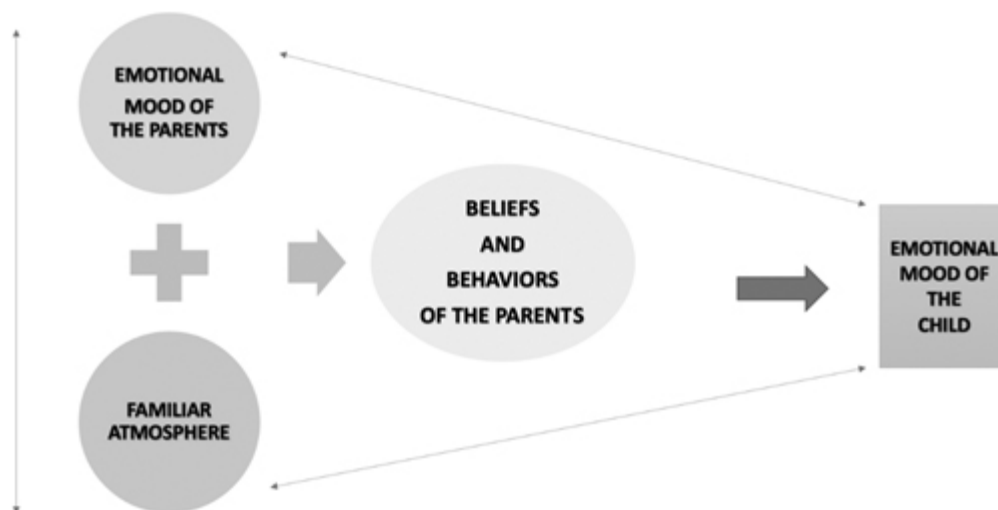 EMOTIONAL
MOOD OF
THE PARENTS
BELIEFS
AND
BEHAVIORS
OF THE PARENTS
EMOTIONAL
MOOD OF
THE
CHILD
FAMILIAR
ATMOSPHERE